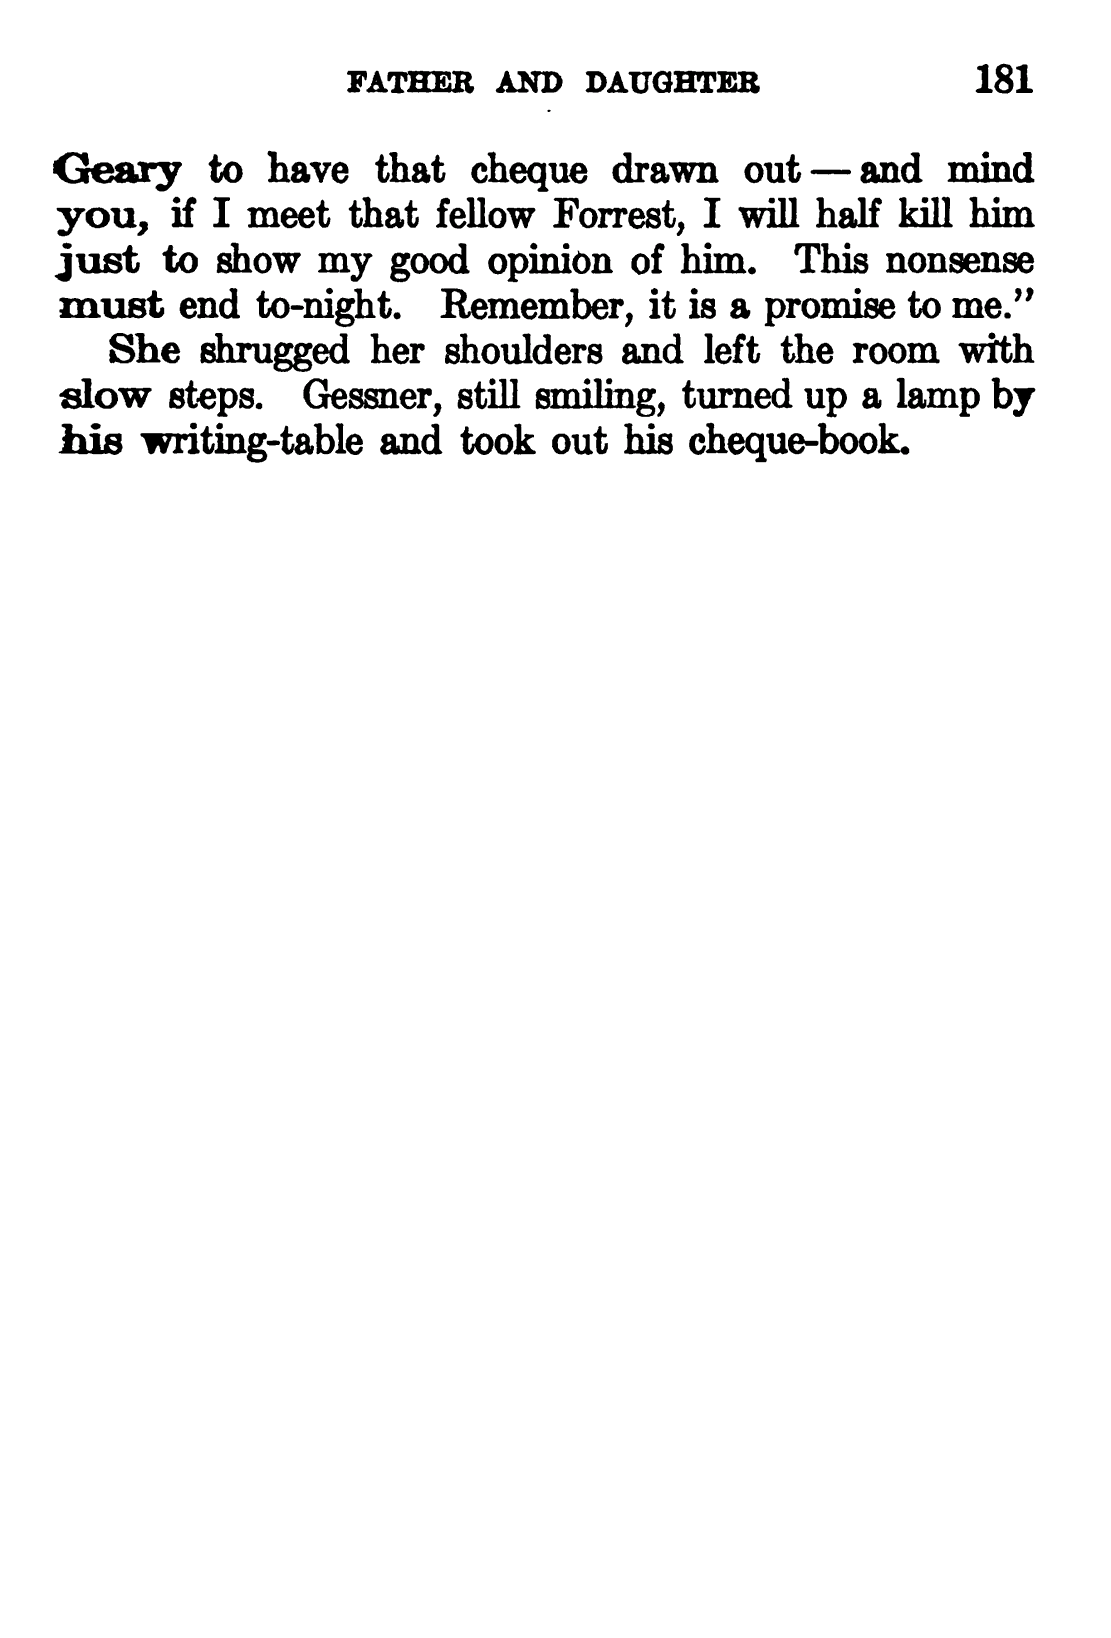 FATHER AND DAUGHTER 181
Geary to have that cheque drawn out — and mind
you, if I meet that fellow Forrest, I will half kill him
just to show my good opinion of him. This nonsense
must end to-night. Remember, it is a promise to me.”
She shrugged her shoulders and left the room with
slow steps. Gessner, still smiling, turned up a lamp by
his writing-table and took out his cheque-book.